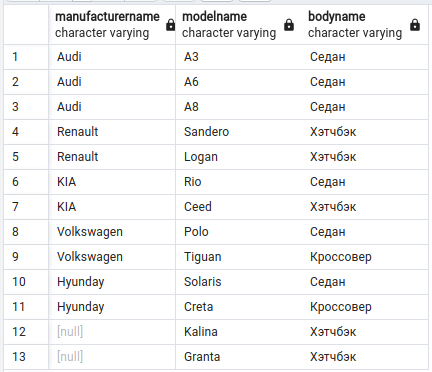 manufacturername modelname bodyname
character varying character varying character varying
1 Audi A3 Седан
2 Audi A6 Седан
3 Audi A8 Седан
4 Renault Sandero Хэтчбэк
5 Renault Logan Хэтчбэк
6 KIA Rio Седан
7 KIA Ceed Хэтчбэк
8 Volkswagen Polo Седан
9 Volkswagen Tiguan Кроссовер
10 Hyunday Solaris Седан
11 Hyunday Creta Кроссовер
12 [null] Kalina Хэтчбэк
13 [null] Granta Хэтчбэк